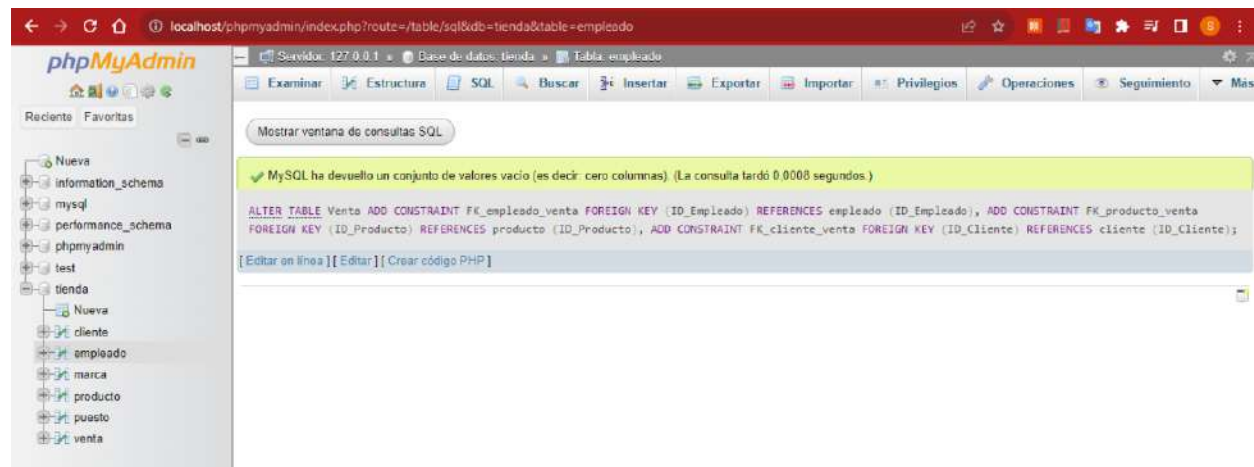 localhost/phpmyadmin/index.php?route=/table/sql&db=tienda&table=empleado
phpMyAdmin
Servidor: 127.0.0.1 » Base de datos: tienda » Tabla: empleado
Examinar Estructura SQL Buscar Insertar Exportar Importar Privilegios Operaciones Seguimiento Más
Reciente Favoritas
Mostrar ventana de consultas SQL
Nueva
information_schema
mysql
performance_schema
phpmyadmin
test
tienda
Nueva
cliente
empleado
marca
producto
puesto
venta
MySQL ha devuelto un conjunto de valores vacío (es decir: cero columnas). (La consulta tardó 0,0008 segundos.)
ALTER TABLE Venta ADD CONSTRAINT FK_empleado_venta FOREIGN KEY (ID_Empleado) REFERENCES empleado (ID_Empleado), ADD CONSTRAINT FK_producto_venta
FOREIGN KEY (ID_Producto) REFERENCES producto (ID_Producto), ADD CONSTRAINT FK_cliente_venta FOREIGN KEY (ID_Cliente) REFERENCES cliente (ID_Cliente);
[ Editar en línea ] [ Editar ] [ Crear código PHP ]